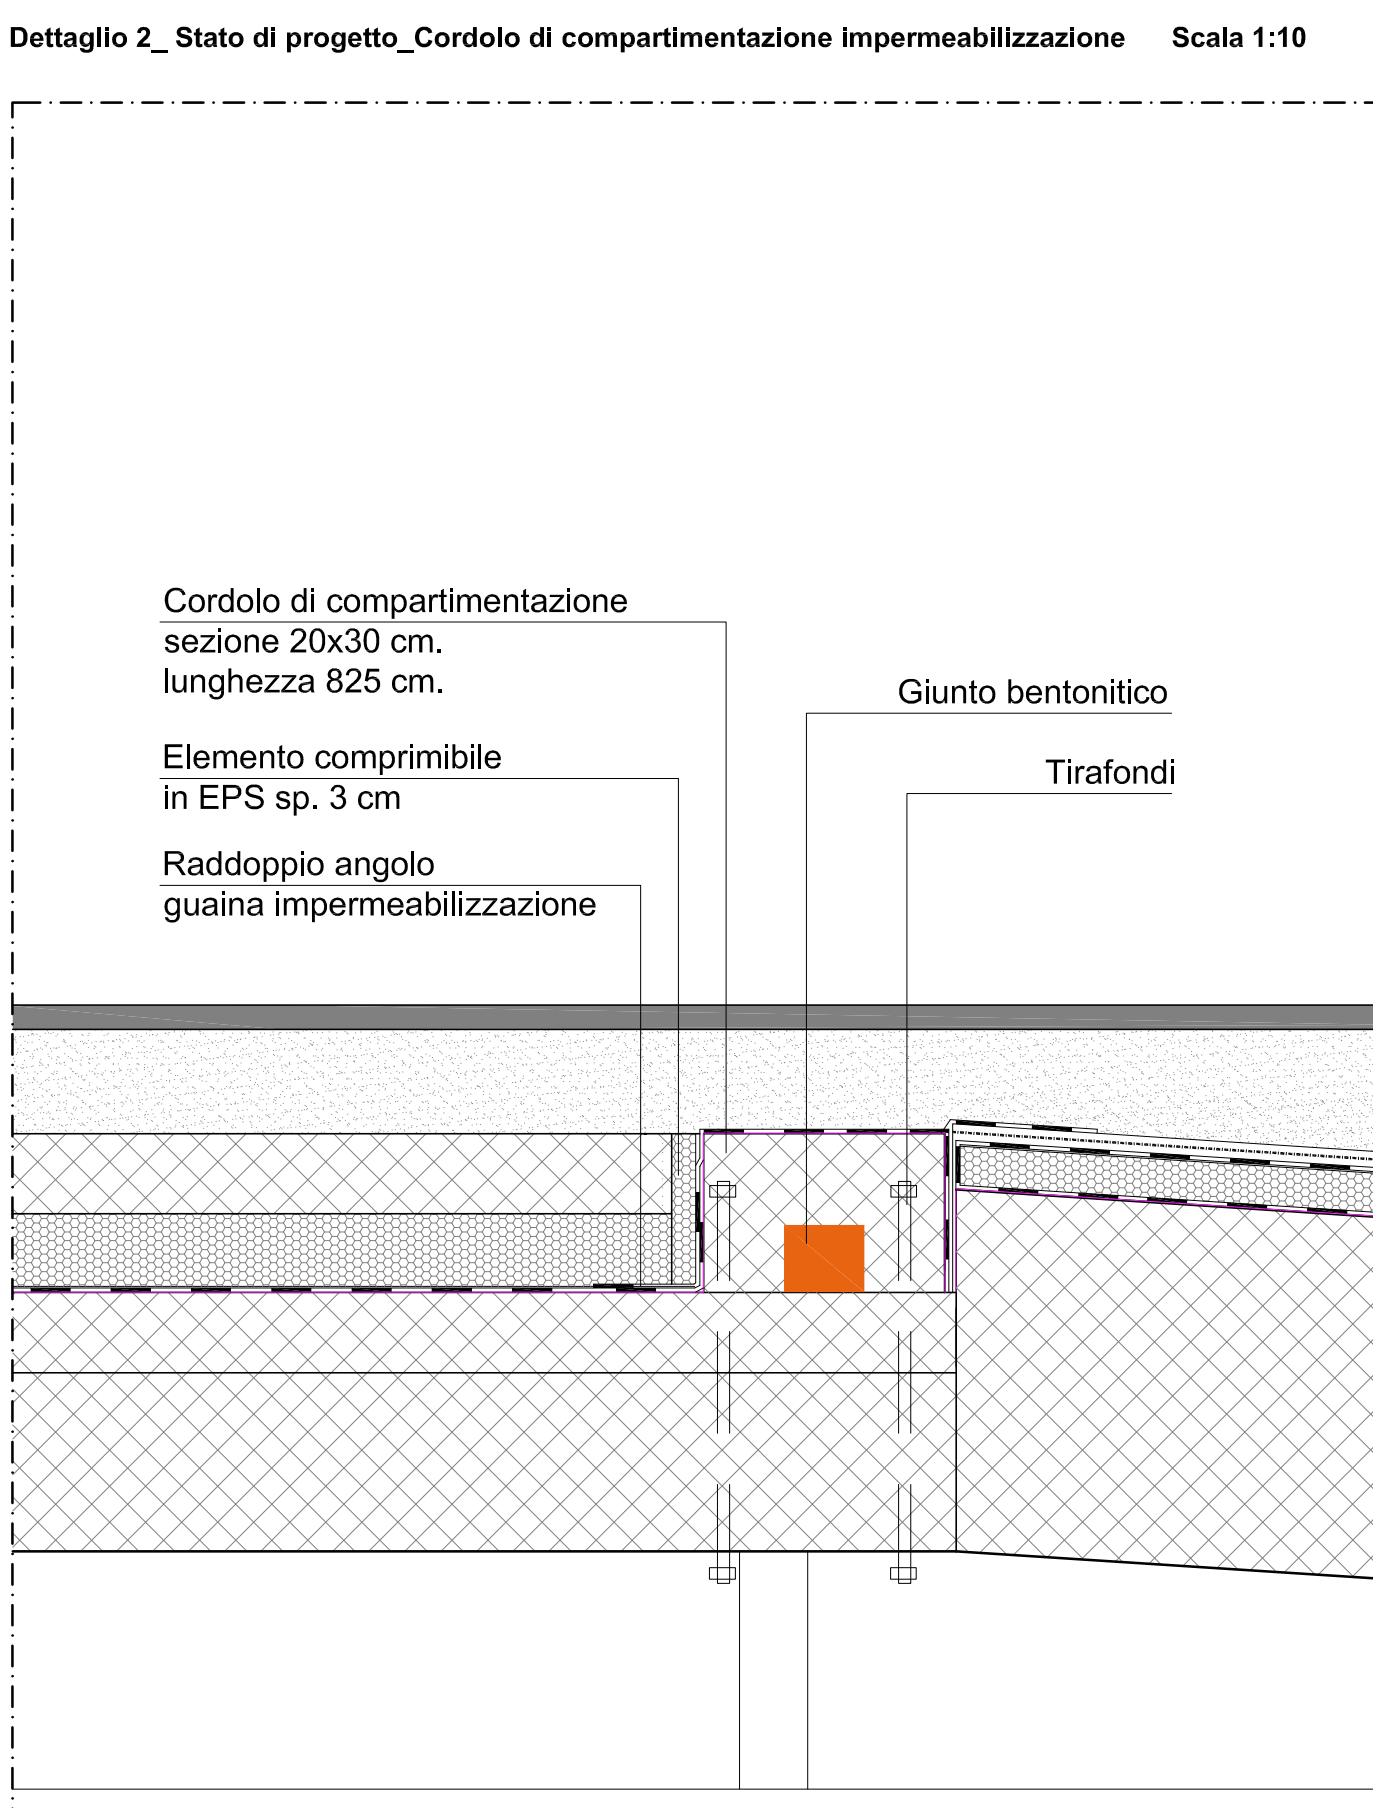 Dettaglio 2_ Stato di progetto_Cordolo di compartimentazione impermeabilizzazione Scala 1:10
Cordolo di compartimentazione
sezione 20x30 cm.
lunghezza 825 cm.
Giunto bentonitico
Elemento comprimibile
in EPS sp. 3 cm
Tirafondi
Raddoppio angolo
guaina impermeabilizzazione